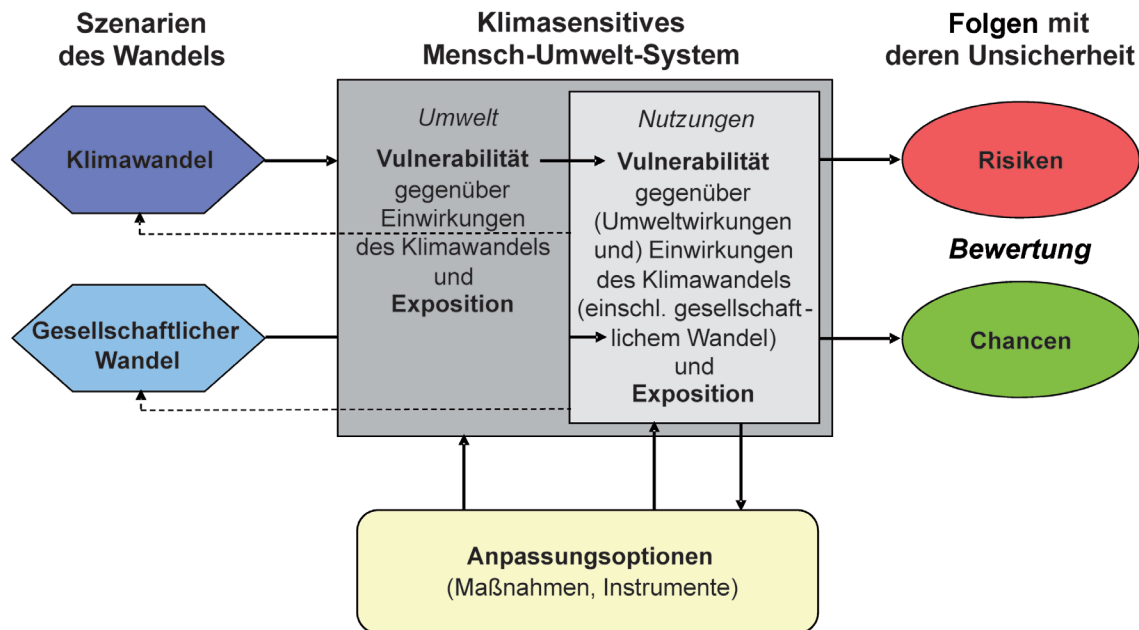 Szenarien
des Wandels
Klimawandel
Gesellschaftlicher
Wandel
Klimasensitives
Mensch-Umwelt-System
Umwelt
Vulnerabilität
gegenüber
Einwirkungen
des Klimawandels
und
Exposition
Nutzungen
Vulnerabilität
gegenüber
(Umweltwirkungen
und) Einwirkungen
des Klimawandels
(einschl. gesellschaft-
lichem Wandel)
und
Exposition
Folgen mit
deren Unsicherheit
Risiken
Bewertung
Chancen
Anpassungsoptionen
(Maßnahmen, Instrumente)